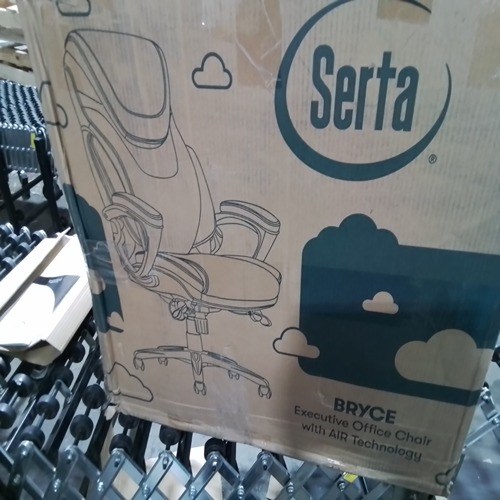 Serta®
BRYCE
Executive Office Chair
with AIR Technology